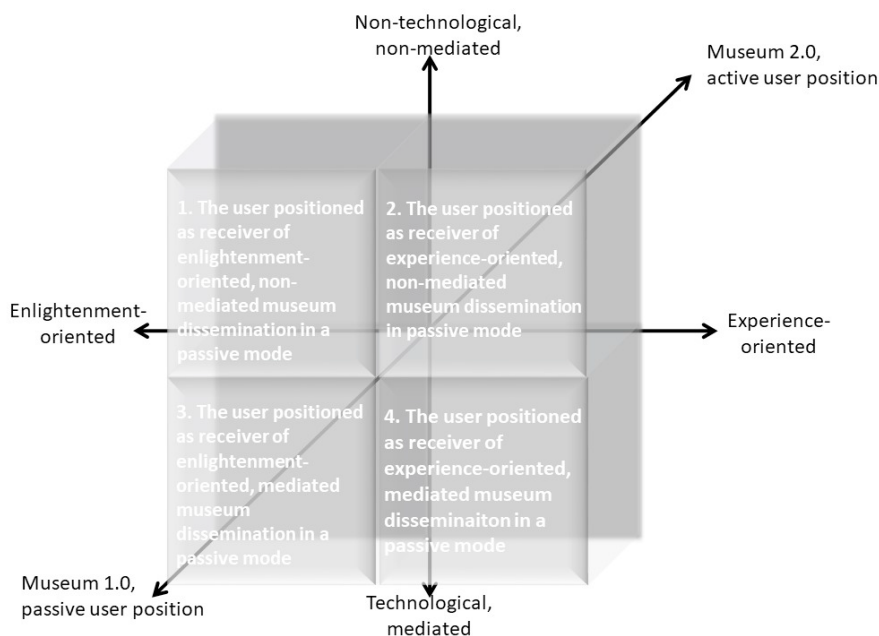 Non-technological,
non-mediated
Museum 2.0,
active user position
1. The user positioned
as receiver of
enlightenment-
oriented, non-
mediated museum
dissemination in a
passive mode
2. The user positioned
as receiver of
experience-oriented,
non-mediated
museum dissemination
in passive mode
Enlightenment-
oriented
Experience-
oriented
3. The user positioned
as receiver of
enlightenment-
oriented, mediated
museum
dissemination in a
passive mode
4. The user positioned
as receiver of
experience-oriented,
mediated museum
disseminaiton in a
passive mode
Museum 1.0,
passive user position
Technological,
mediated